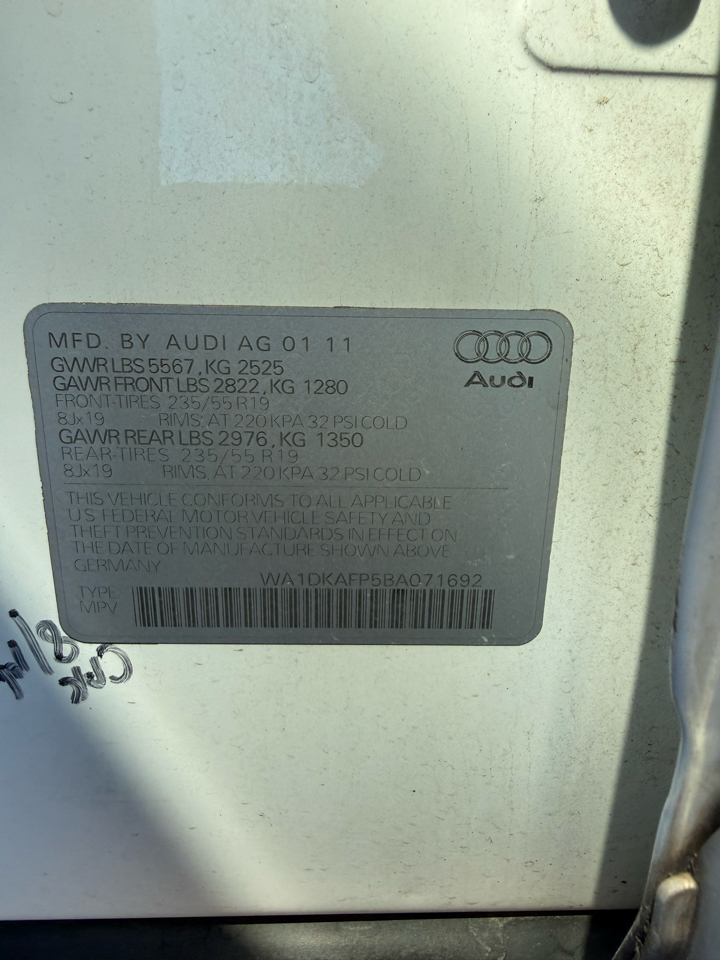 MFD. BY AUDI AG 01 11
GVWR LBS 5567, KG 2525
GAWR FRONT LBS 2822, KG 1280
FRONT-TIRES 235/55 R19
8Jx19 RIMS, AT 220 KPA 32 PSI COLD
GAWR REAR LBS 2976, KG 1350
REAR-TIRES 235/55 R19
8Jx19 RIMS, AT 220 KPA 32 PSI COLD
Audi
THIS VEHICLE CONFORMS TO ALL APPLICABLE
U.S. FEDERAL MOTOR VEHICLE SAFETY AND
THEFT PREVENTION STANDARDS IN EFFECT ON
THE DATE OF MANUFACTURE SHOWN ABOVE
GERMANY
WA1DKAFP5BA071692
TYPE
MPV